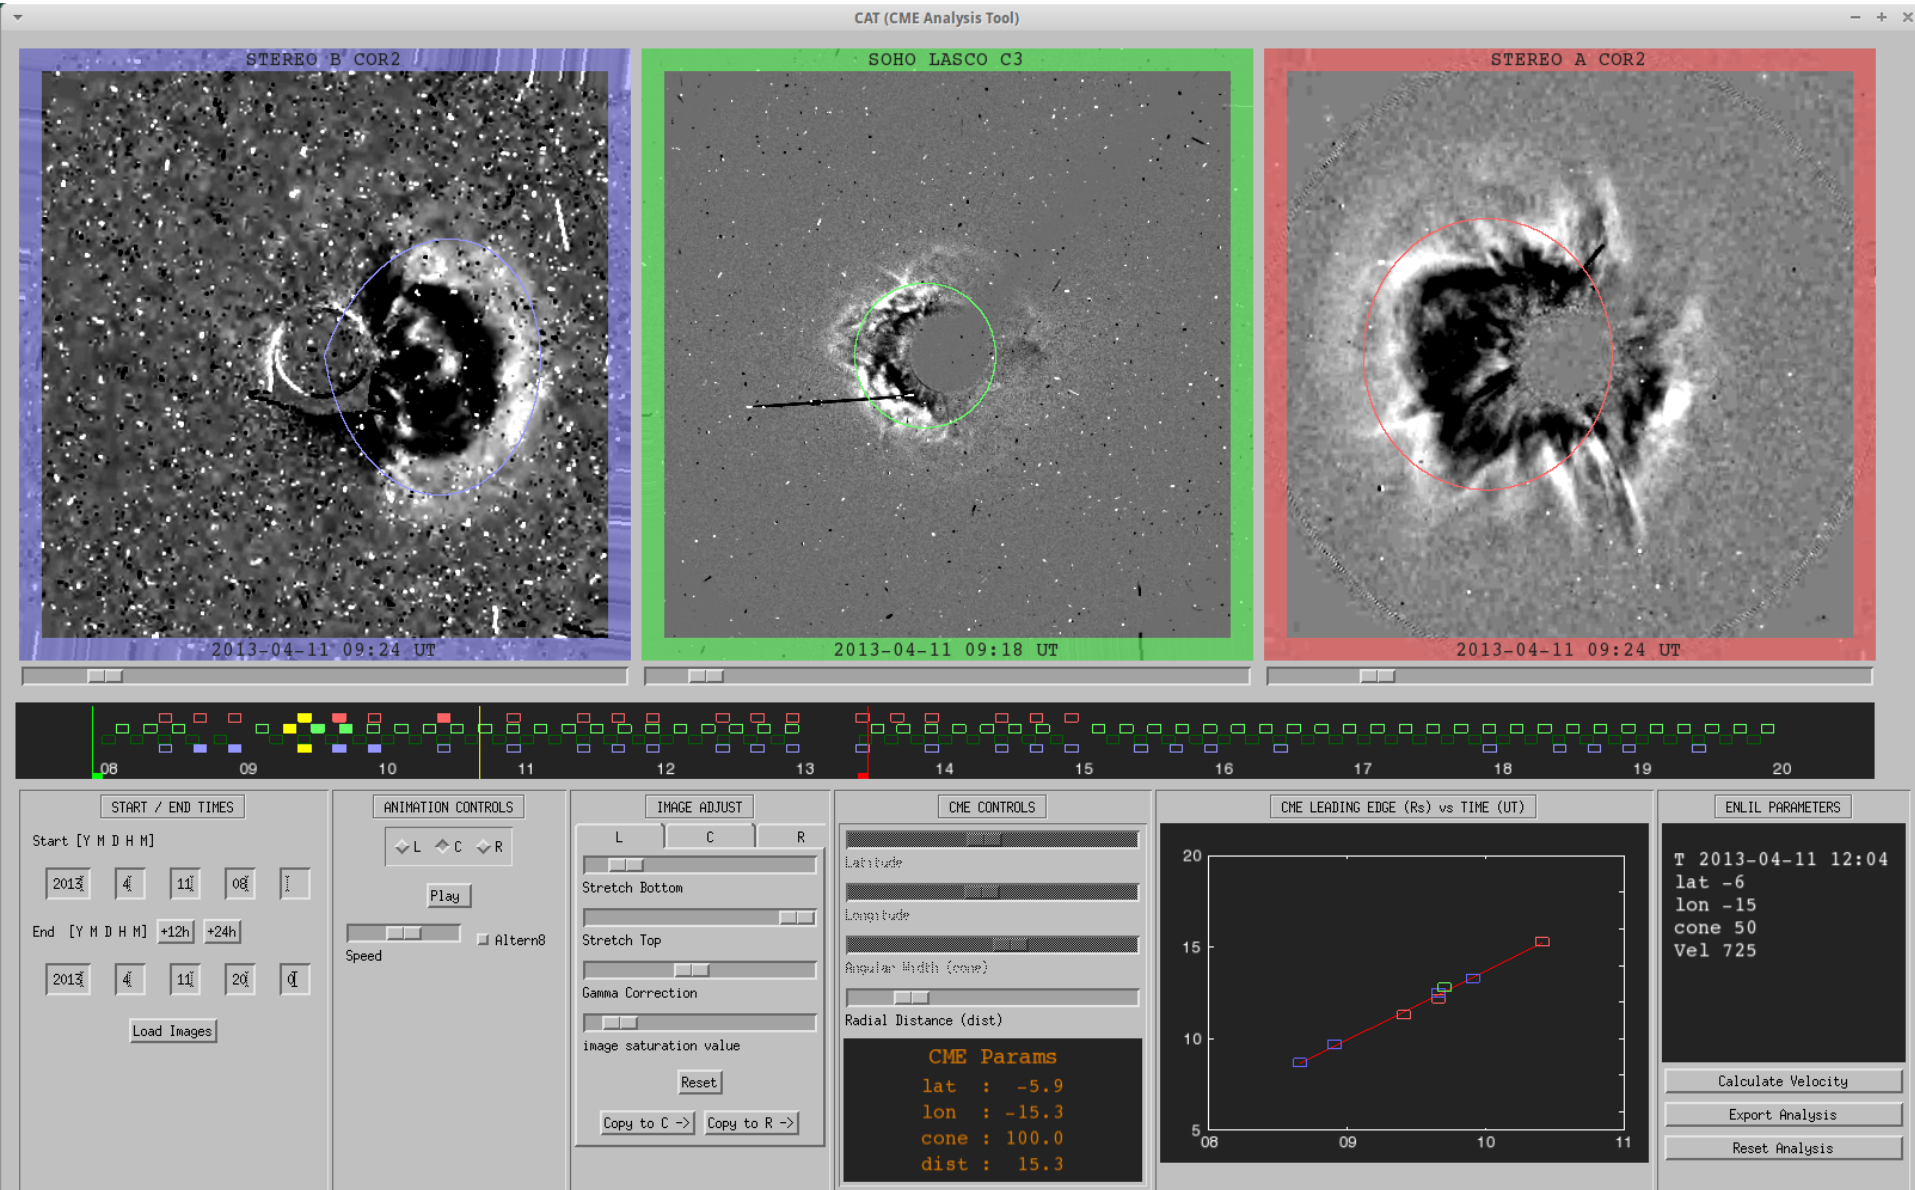 CAT (CME Analysis Tool)
STEREO B COR2
SOHO LASCO C3
STEREO A COR2
2013-04-11 09:24 UT
2013-04-11 09:18 UT
2013-04-11 09:24 UT
08 09 10 11 12 13 14 15 16 17 18 19 20
START / END TIMES
Start [Y M D H M]
2013 4 11 08
End [Y M D H M] +12h +24h
2013 4 11 20 0
Load Images
ANIMATION CONTROLS
L C R
Play
Altern8
Speed
IMAGE ADJUST
L C R
Stretch Bottom
Stretch Top
Gamma Correction
image saturation value
Reset
Copy to C -> Copy to R ->
CME CONTROLS
Latitude
Longitude
Angular Width (cone)
Radial Distance (dist)
CME Params
lat : -5.9
lon : -15.3
cone : 100.0
dist : 15.3
CME LEADING EDGE (Rs) vs TIME (UT)
20
15
10
5
08 09 10 11
ENLIL PARAMETERS
T 2013-04-11 12:04
lat -6
lon -15
cone 50
Vel 725
Calculate Velocity
Export Analysis
Reset Analysis